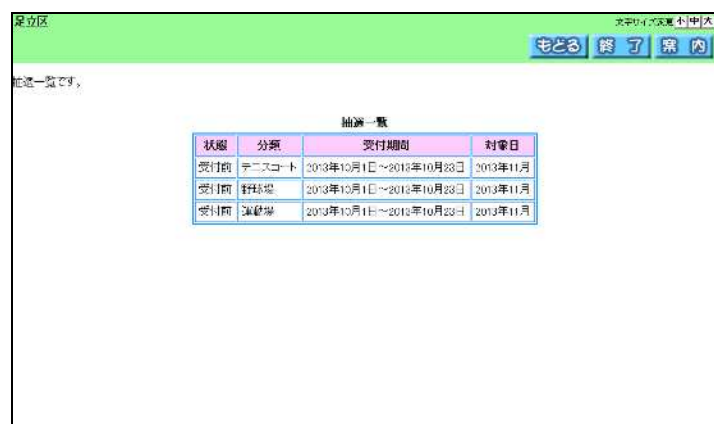 足立区
文字サイズ変更 小 中 大
もどる 終了 案内
抽選一覧です。
抽選一覧
状態 分類 受付期間 対象日
受付前 テニスコート 2013年10月1日～2013年10月23日 2013年11月
受付前 野球場 2013年10月1日～2013年10月23日 2013年11月
受付前 運動場 2013年10月1日～2013年10月23日 2013年11月